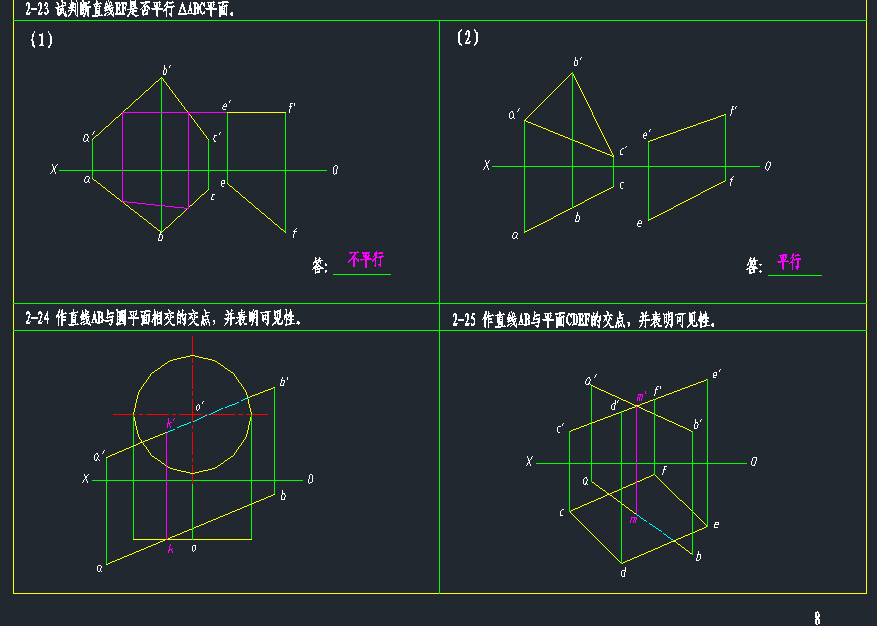 2-23 试判断直线EF是否平行△ABC平面。
(1)
b'
e'
f'
a'
c'
X
O
a
e
c
b
f
答: 不平行
(2)
b'
a'
f'
e'
c'
X
O
c
f
b
a
e
答: 平行
2-24 作直线AB与圆平面相交的交点，并表明可见性。
b'
o'
k'
a'
X
O
b
k
o
a
2-25 作直线AB与平面CDEF的交点，并表明可见性。
e'
a'
m'
f'
d'
c'
b'
X
O
f
a
c
m
e
b
d
8